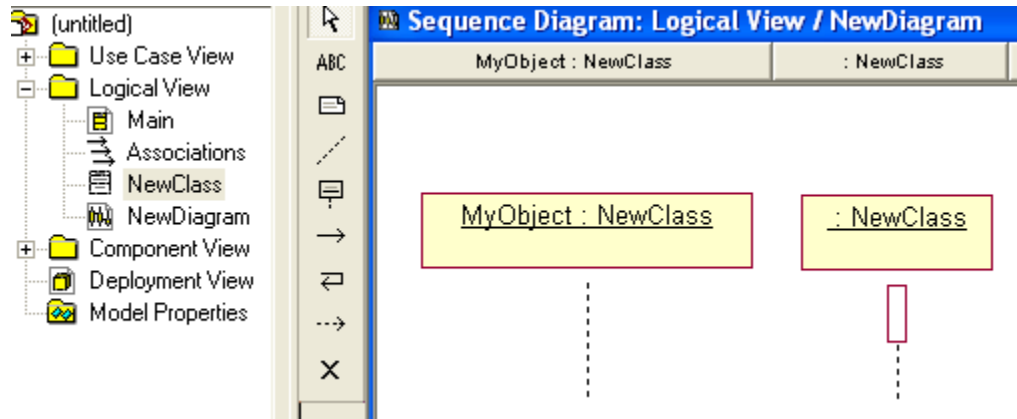 (untitled)
Use Case View
Logical View
Main
Associations
NewClass
NewDiagram
Component View
Deployment View
Model Properties
ABC
Sequence Diagram: Logical View / NewDiagram
MyObject : NewClass
: NewClass
MyObject : NewClass
: NewClass